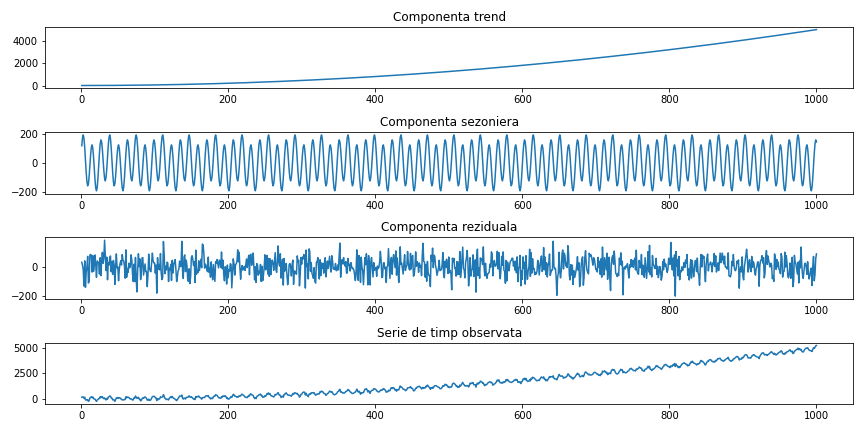 Componenta trend
4000
2000
0
0 200 400 600 800 1000
Componenta sezoniera
200
0
−200
0 200 400 600 800 1000
Componenta reziduala
0
−200
0 200 400 600 800 1000
Serie de timp observata
5000
2500
0
0 200 400 600 800 1000